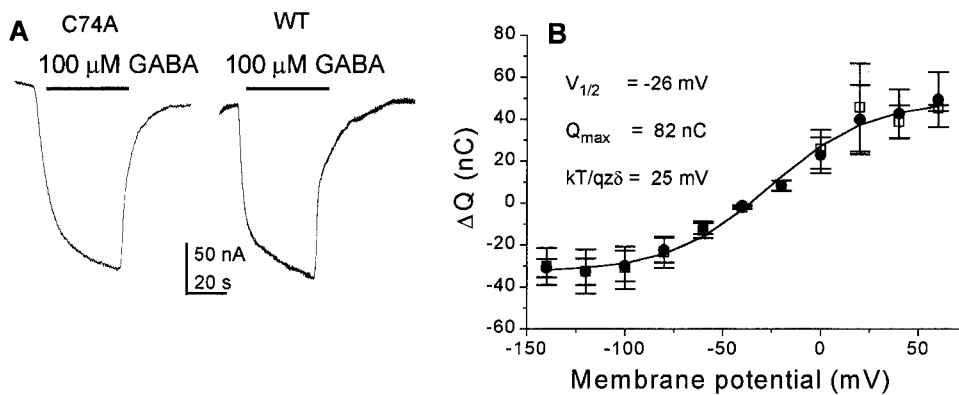 A
C74A
WT
100 μM GABA
100 μM GABA
50 nA
20 s
B
V1/2 = -26 mV
Qmax = 82 nC
kT/qzδ = 25 mV
ΔQ (nC)
80
60
40
20
0
-20
-40
-60
-150
-100
-50
0
50
Membrane potential (mV)